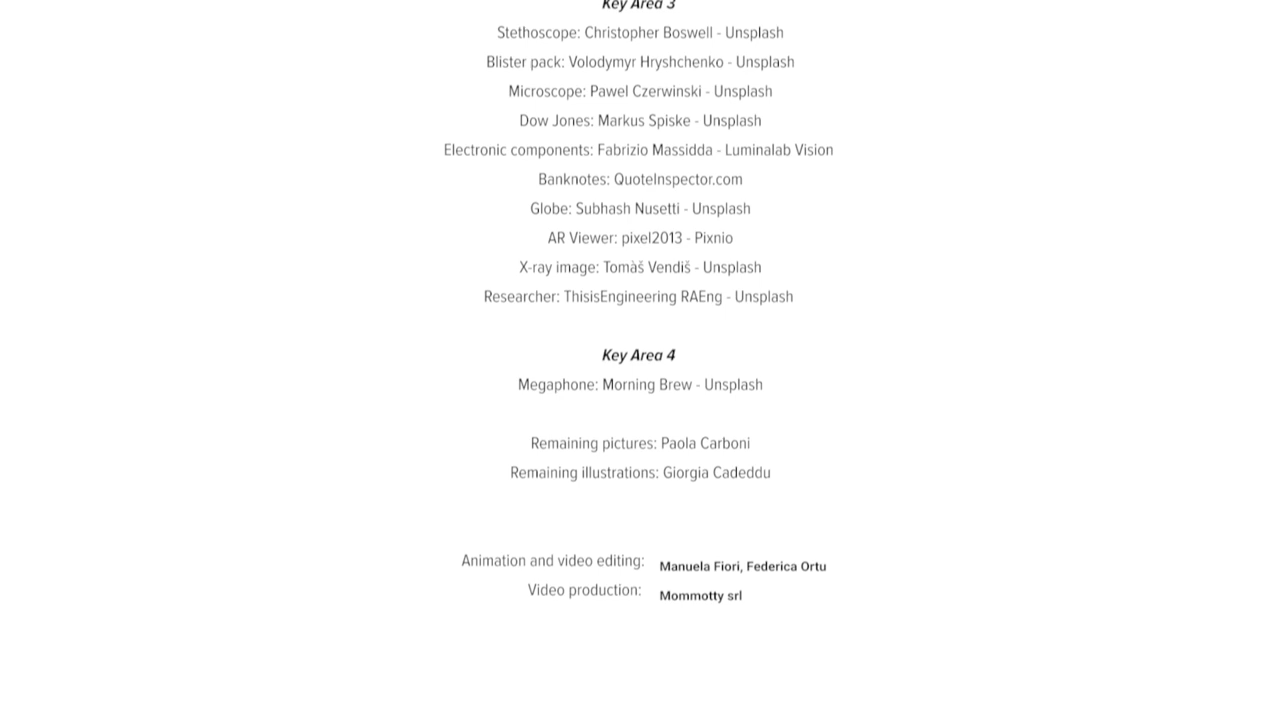 Key Area 3
Stethoscope: Christopher Boswell - Unsplash
Blister pack: Volodymyr Hryshchenko - Unsplash
Microscope: Pawel Czerwinski - Unsplash
Dow Jones: Markus Spiske - Unsplash
Electronic components: Fabrizio Massidda - Luminalab Vision
Banknotes: QuoteInspector.com
Globe: Subhash Nusetti - Unsplash
AR Viewer: pixel2013 - Pixnio
X-ray image: Tomàš Vendiš - Unsplash
Researcher: ThisisEngineering RAEng - Unsplash
Key Area 4
Megaphone: Morning Brew - Unsplash
Remaining pictures: Paola Carboni
Remaining illustrations: Giorgia Cadeddu
Animation and video editing: Manuela Fiori, Federica Ortu
Video production: Mommotty srl